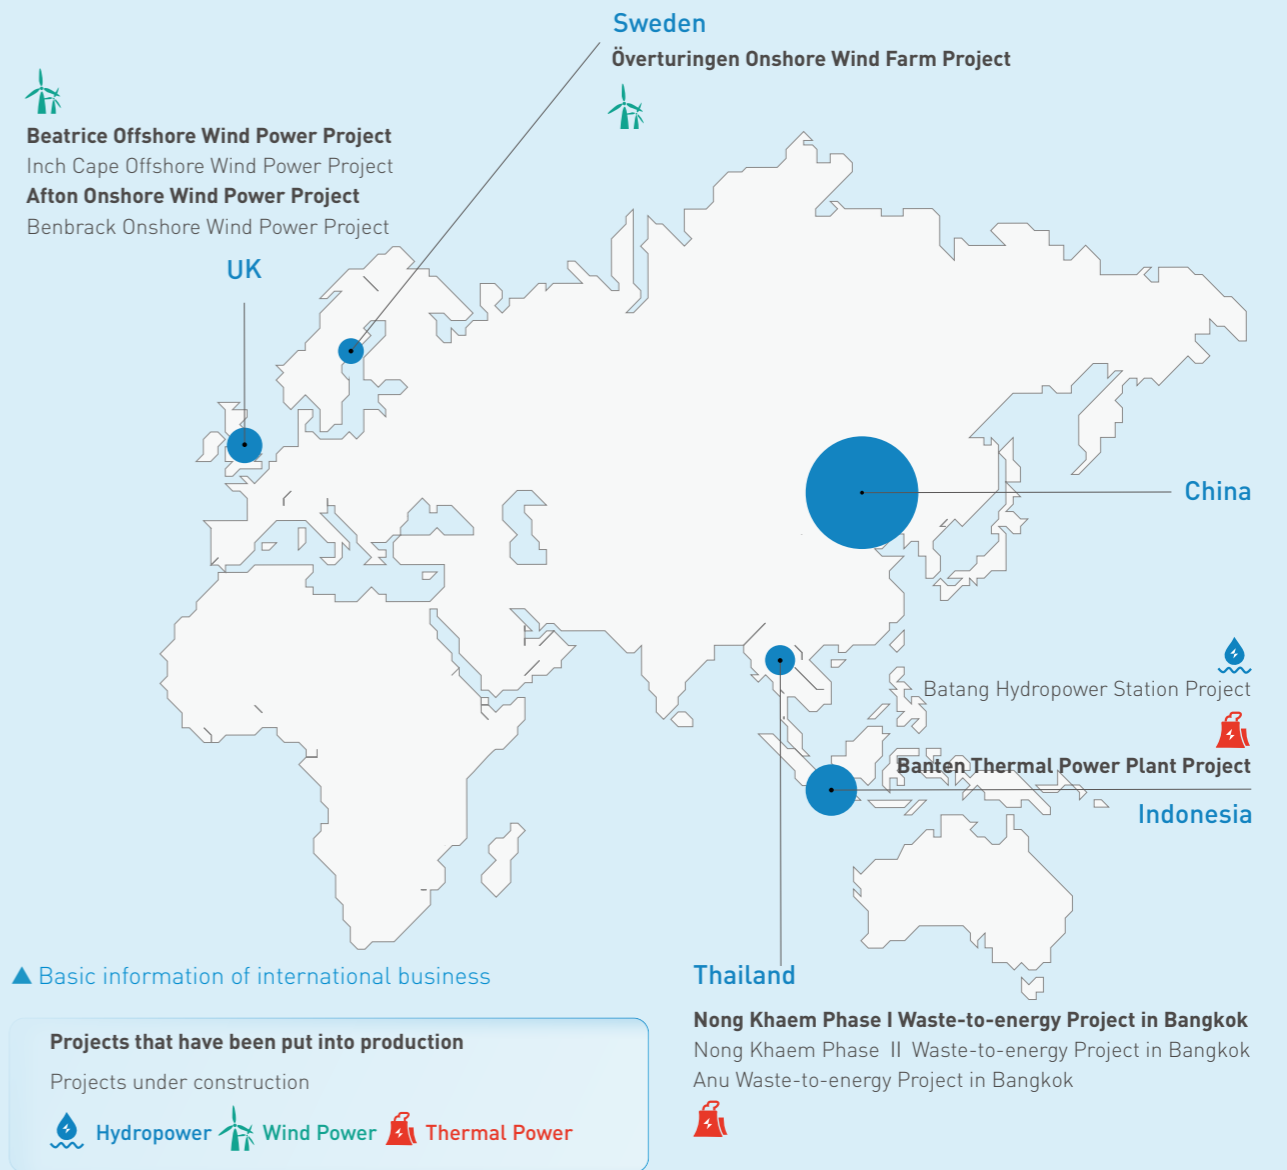 Sweden
Överturingen Onshore Wind Farm Project
Beatrice Offshore Wind Power Project
Inch Cape Offshore Wind Power Project
Afton Onshore Wind Power Project
Benbrack Onshore Wind Power Project
UK
China
Batang Hydropower Station Project
Banten Thermal Power Plant Project
Indonesia
Thailand
Nong Khaem Phase I Waste-to-energy Project in Bangkok
Nong Khaem Phase II Waste-to-energy Project in Bangkok
Anu Waste-to-energy Project in Bangkok
▲ Basic information of international business
Projects that have been put into production
Projects under construction
Hydropower Wind Power Thermal Power